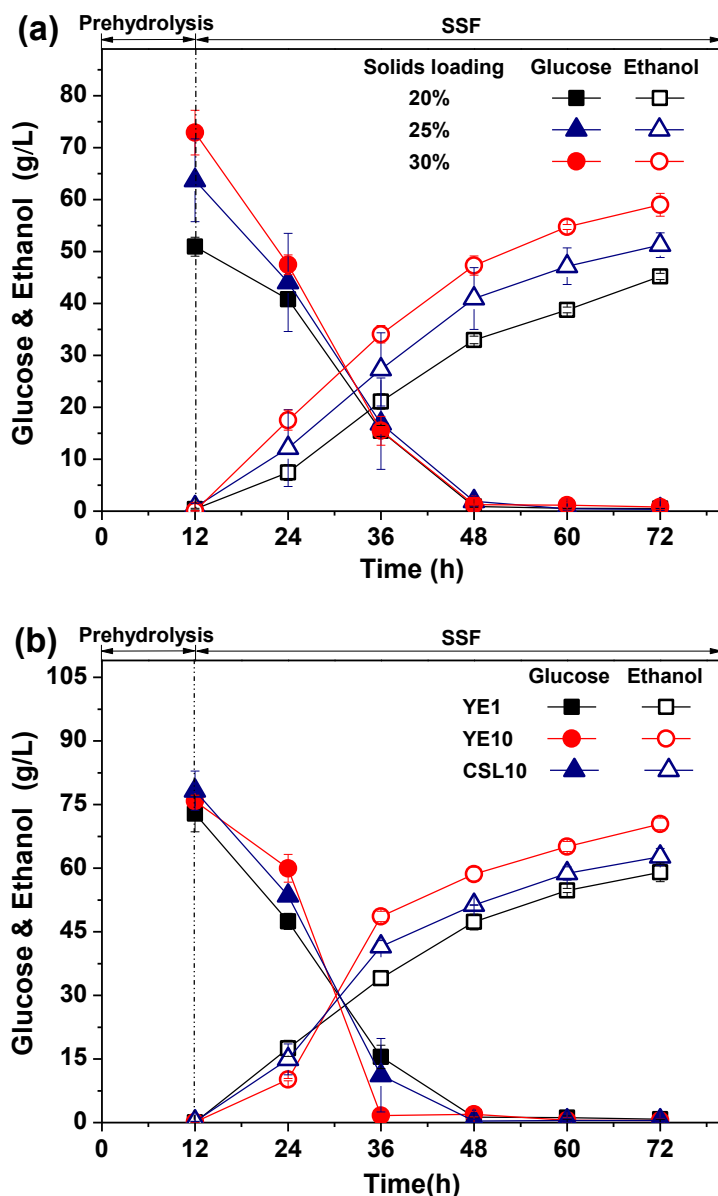 Prehydrolysis SSF
(a)
Solids loading Glucose Ethanol
20%
25%
30%
80
70
60
50
40
30
20
10
0
Glucose & Ethanol (g/L)
0 12 24 36 48 60 72
Time (h)
Prehydrolysis SSF
(b)
Glucose Ethanol
YE1
YE10
CSL10
105
90
75
60
45
30
15
0
Glucose & Ethanol (g/L)
0 12 24 36 48 60 72
Time(h)